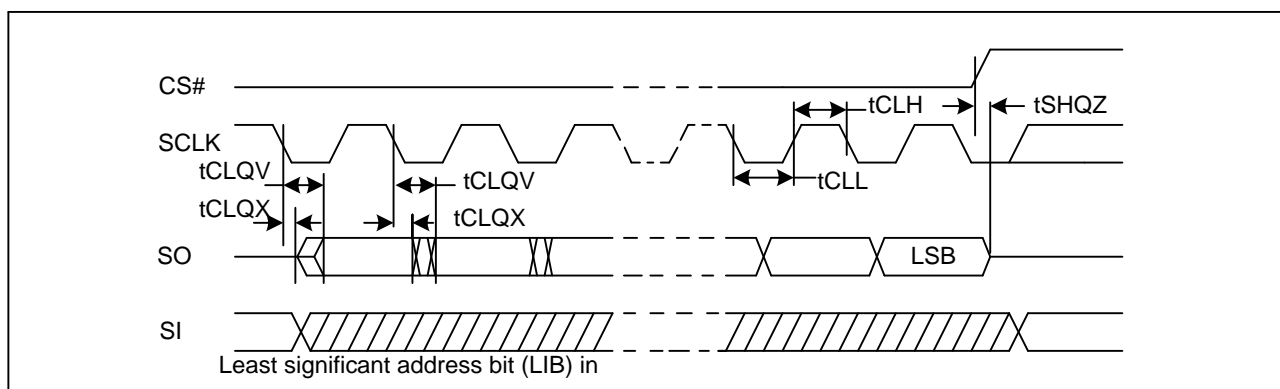 CS#
tCLH
tSHQZ
SCLK
tCLQV
tCLQV
tCLL
tCLQX
tCLQX
SO
LSB
SI
Least significant address bit (LIB) in